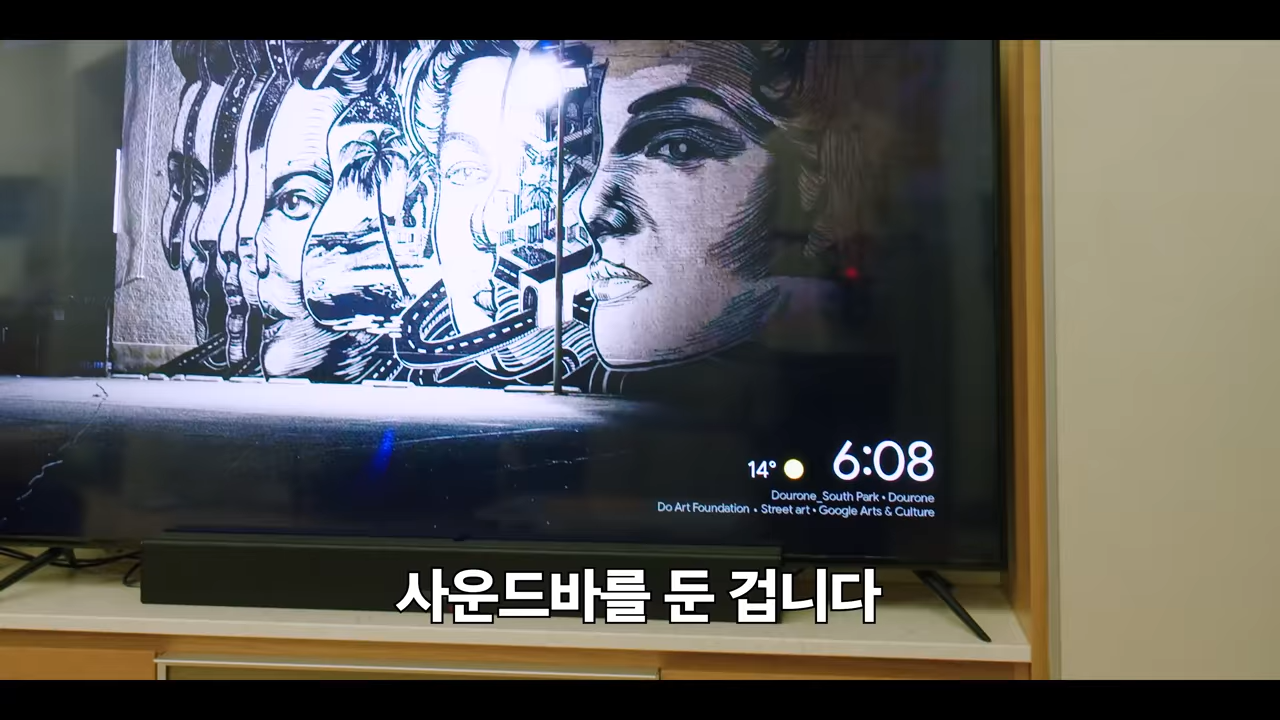 14° 6:08
Dourone_South Park • Dourone
Do Art Foundation • Street art • Google Arts & Culture
사운드바를 둔 겁니다